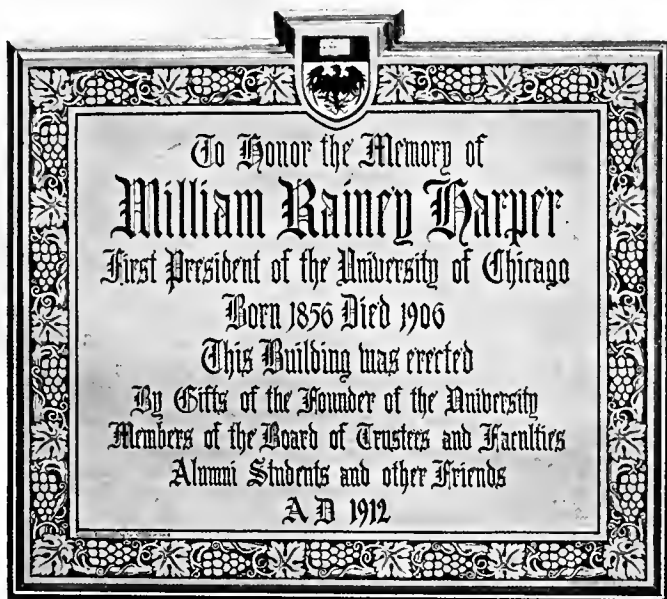 To Honor the Memory of
William Rainey Harper
First President of the University of Chicago
Born 1856 Died 1906
This Building was erected
By Gifts of the Founder of the University
Members of the Board of Trustees and Faculties
Alumni Students and other Friends
A D 1912